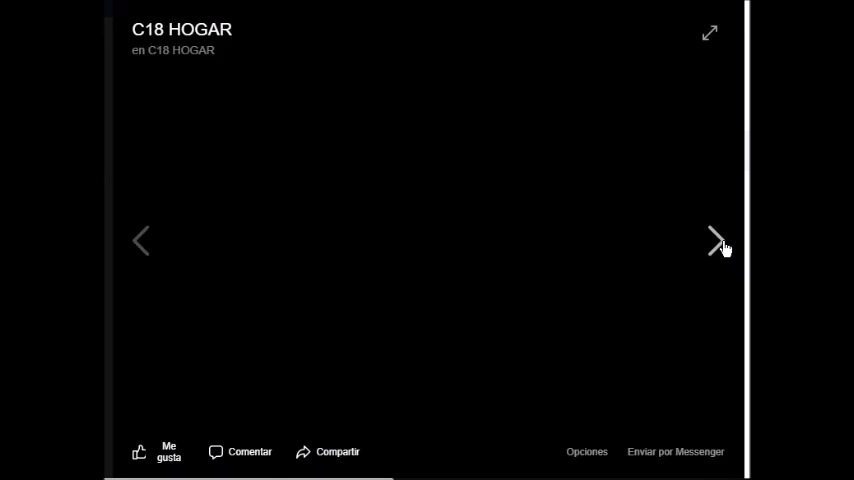 C18 HOGAR
en C18 HOGAR
Me gusta
Comentar
Compartir
Opciones
Enviar por Messenger